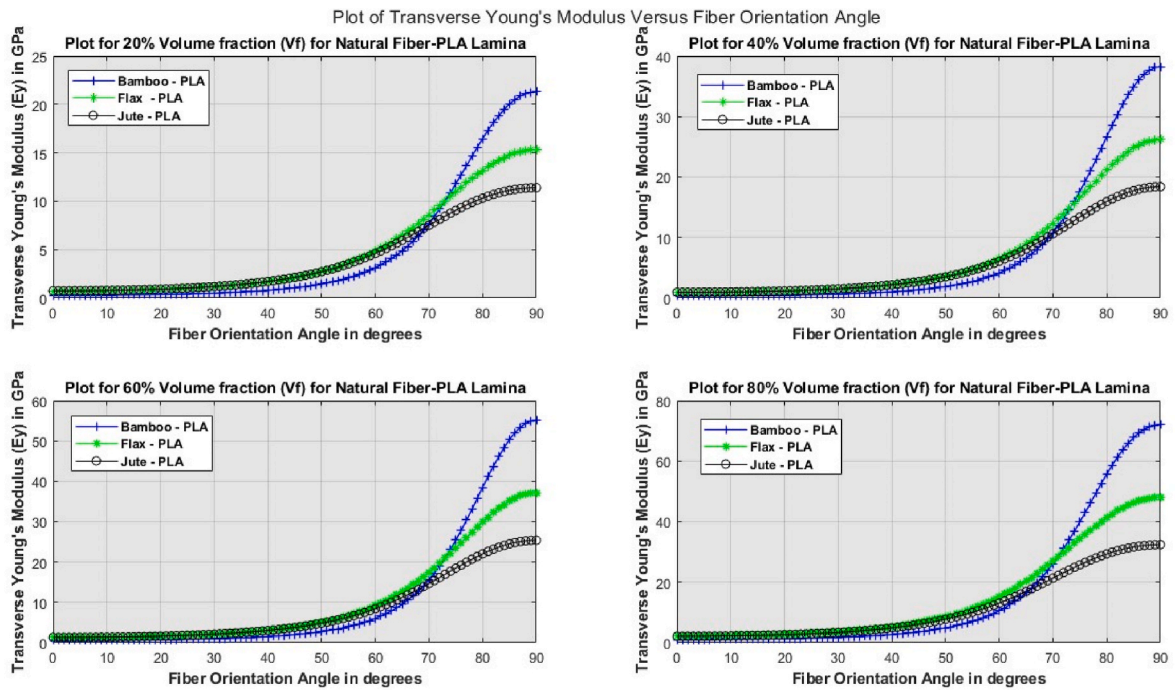 Plot of Transverse Young's Modulus Versus Fiber Orientation Angle
Plot for 20% Volume fraction (Vf) for Natural Fiber-PLA Lamina
Transverse Young's Modulus (Ey) in GPa
25
20
15
10
5
0
Bamboo - PLA
Flax - PLA
Jute - PLA
0 10 20 30 40 50 60 70 80 90
Fiber Orientation Angle in degrees
Plot for 40% Volume fraction (Vf) for Natural Fiber-PLA Lamina
Transverse Young's Modulus (Ey) in GPa
40
30
20
10
0
Bamboo - PLA
Flax - PLA
Jute - PLA
0 10 20 30 40 50 60 70 80 90
Fiber Orientation Angle in degrees
Plot for 60% Volume fraction (Vf) for Natural Fiber-PLA Lamina
Transverse Young's Modulus (Ey) in GPa
60
50
40
30
20
10
0
Bamboo - PLA
Flax - PLA
Jute - PLA
0 10 20 30 40 50 60 70 80 90
Fiber Orientation Angle in degrees
Plot for 80% Volume fraction (Vf) for Natural Fiber-PLA Lamina
Transverse Young's Modulus (Ey) in GPa
80
60
40
20
0
Bamboo - PLA
Flax - PLA
Jute - PLA
0 10 20 30 40 50 60 70 80 90
Fiber Orientation Angle in degrees